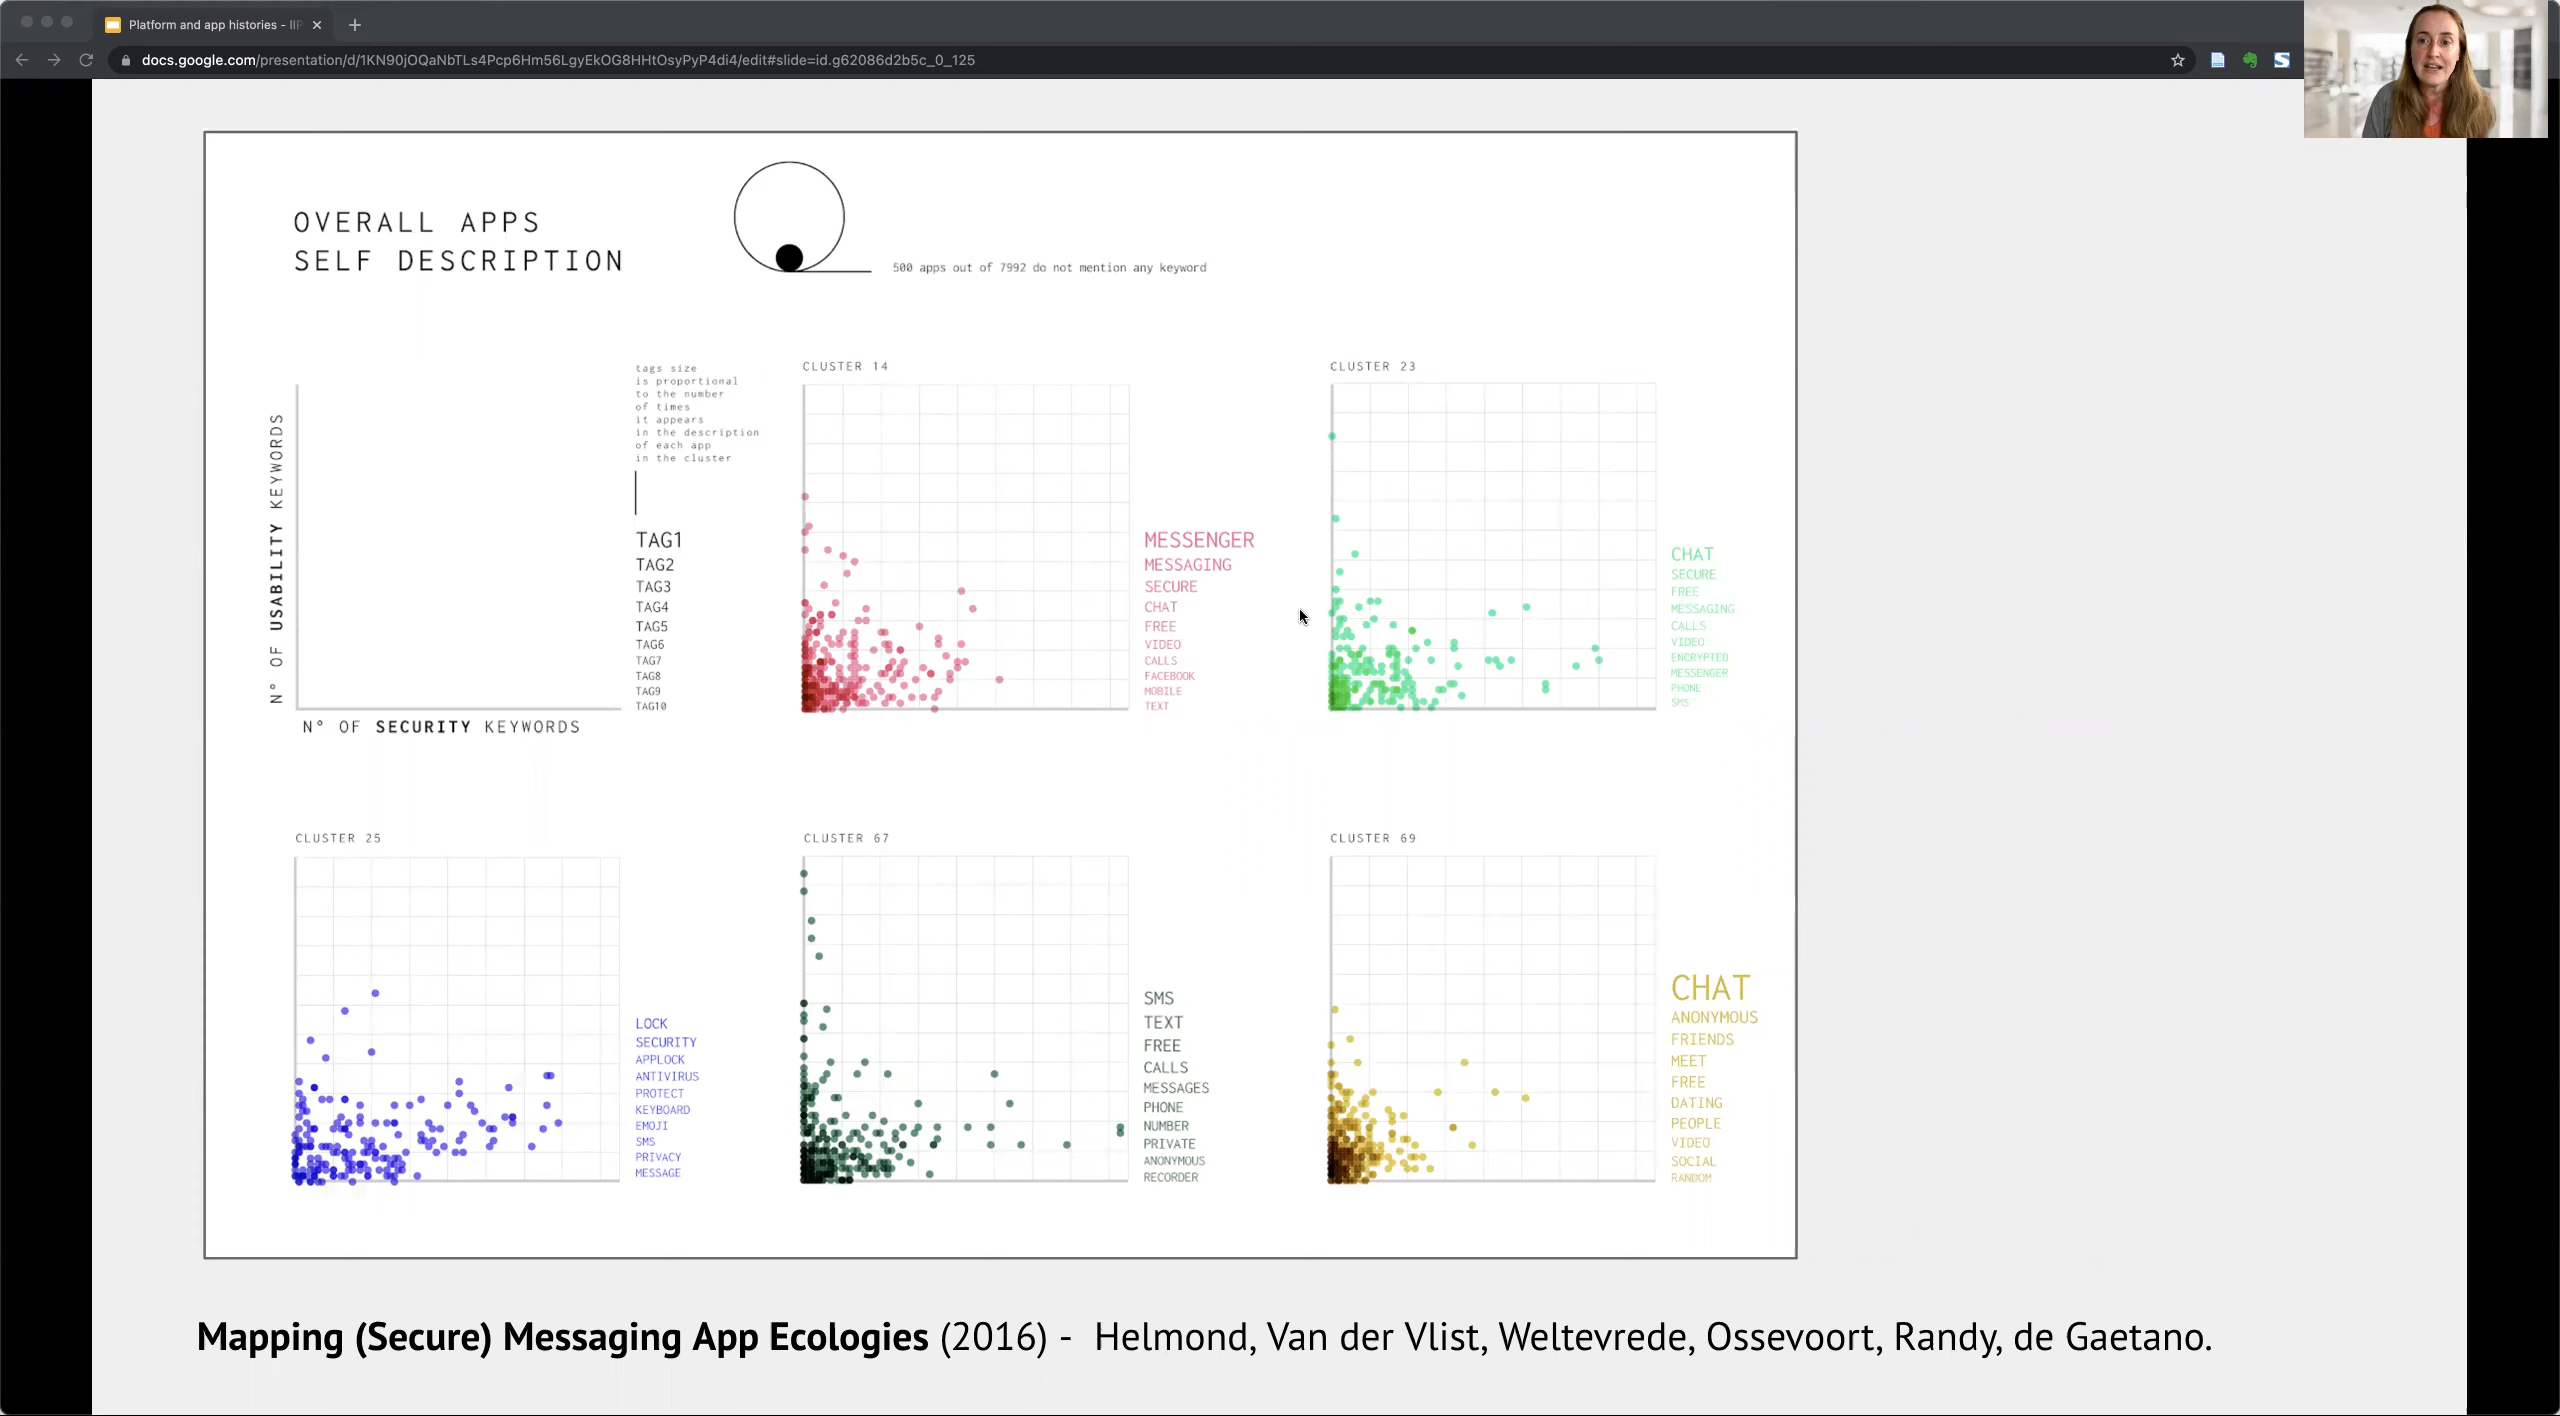 Platform and app histories - IIP
docs.google.com/presentation/d/1KN90jOQaNbTLs4Pcp6Hm56LgyEkOG8HHtOsyPyP4di4/edit#slide=id.g62086d2b5c_0_125
OVERALL APPS
SELF DESCRIPTION
500 apps out of 7992 do not mention any keyword
N° OF USABILITY KEYWORDS
N° OF SECURITY KEYWORDS
tags size
is proportional
to the number
of times
it appears
in the description
of each app
in the cluster
TAG1
TAG2
TAG3
TAG4
TAG5
TAG6
TAG7
TAG8
TAG9
TAG10
CLUSTER 14
MESSENGER
MESSAGING
SECURE
CHAT
FREE
VIDEO
CALLS
FACEBOOK
MOBILE
TEXT
CLUSTER 23
CHAT
SECURE
FREE
MESSAGING
CALLS
VIDEO
ENCRYPTED
MESSENGER
PHONE
SMS
CLUSTER 25
LOCK
SECURITY
APPLOCK
ANTIVIRUS
PROTECT
KEYBOARD
EMOJI
SMS
PRIVACY
MESSAGE
CLUSTER 67
SMS
TEXT
FREE
CALLS
MESSAGES
PHONE
NUMBER
PRIVATE
ANONYMOUS
RECORDER
CLUSTER 69
CHAT
ANONYMOUS
FRIENDS
MEET
FREE
DATING
PEOPLE
VIDEO
SOCIAL
RANDOM
Mapping (Secure) Messaging App Ecologies (2016) - Helmond, Van der Vlist, Weltevrede, Ossevoort, Randy, de Gaetano.